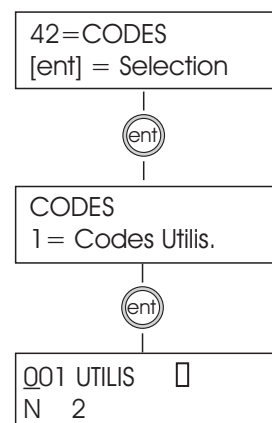 42=CODES
[ent] = Selection
ent
CODES
1= Codes Utilis.
ent
001 UTILIS ▯
N 2